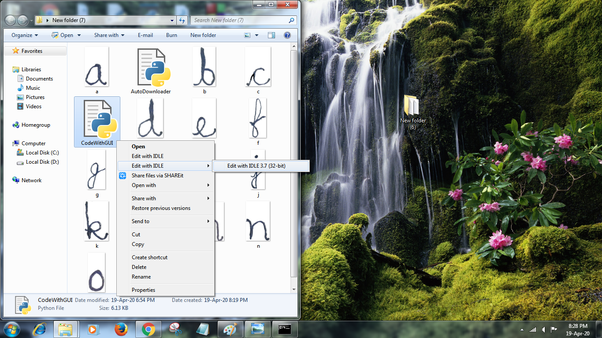 New folder (7)
Search New folder (7)
Organize
Open
Share with
E-mail
Burn
New folder
Favorites
Libraries
Documents
Music
Pictures
Videos
Homegroup
Computer
Local Disk (C:)
Local Disk (D:)
Network
a
AutoDownloader
b
c
a
AutoDownloader
b
c
CodeWithGUI
d
e
f
CodeWithGUI
f
g
j
g
j
k
n
k
n
o
Open
Edit with IDLE
Edit with IDLE
Edit with IDLE 3.7 (32-bit)
Share files via SHAREit
Open with
Share with
Restore previous versions
Send to
Cut
Copy
Create shortcut
Delete
Rename
Properties
CodeWithGUI Date modified: 19-Apr-20 6:54 PM Date created: 19-Apr-20 8:19 PM
Python File Size: 6.13 KB
New folder
(5)
8:28 PM
19-Apr-20